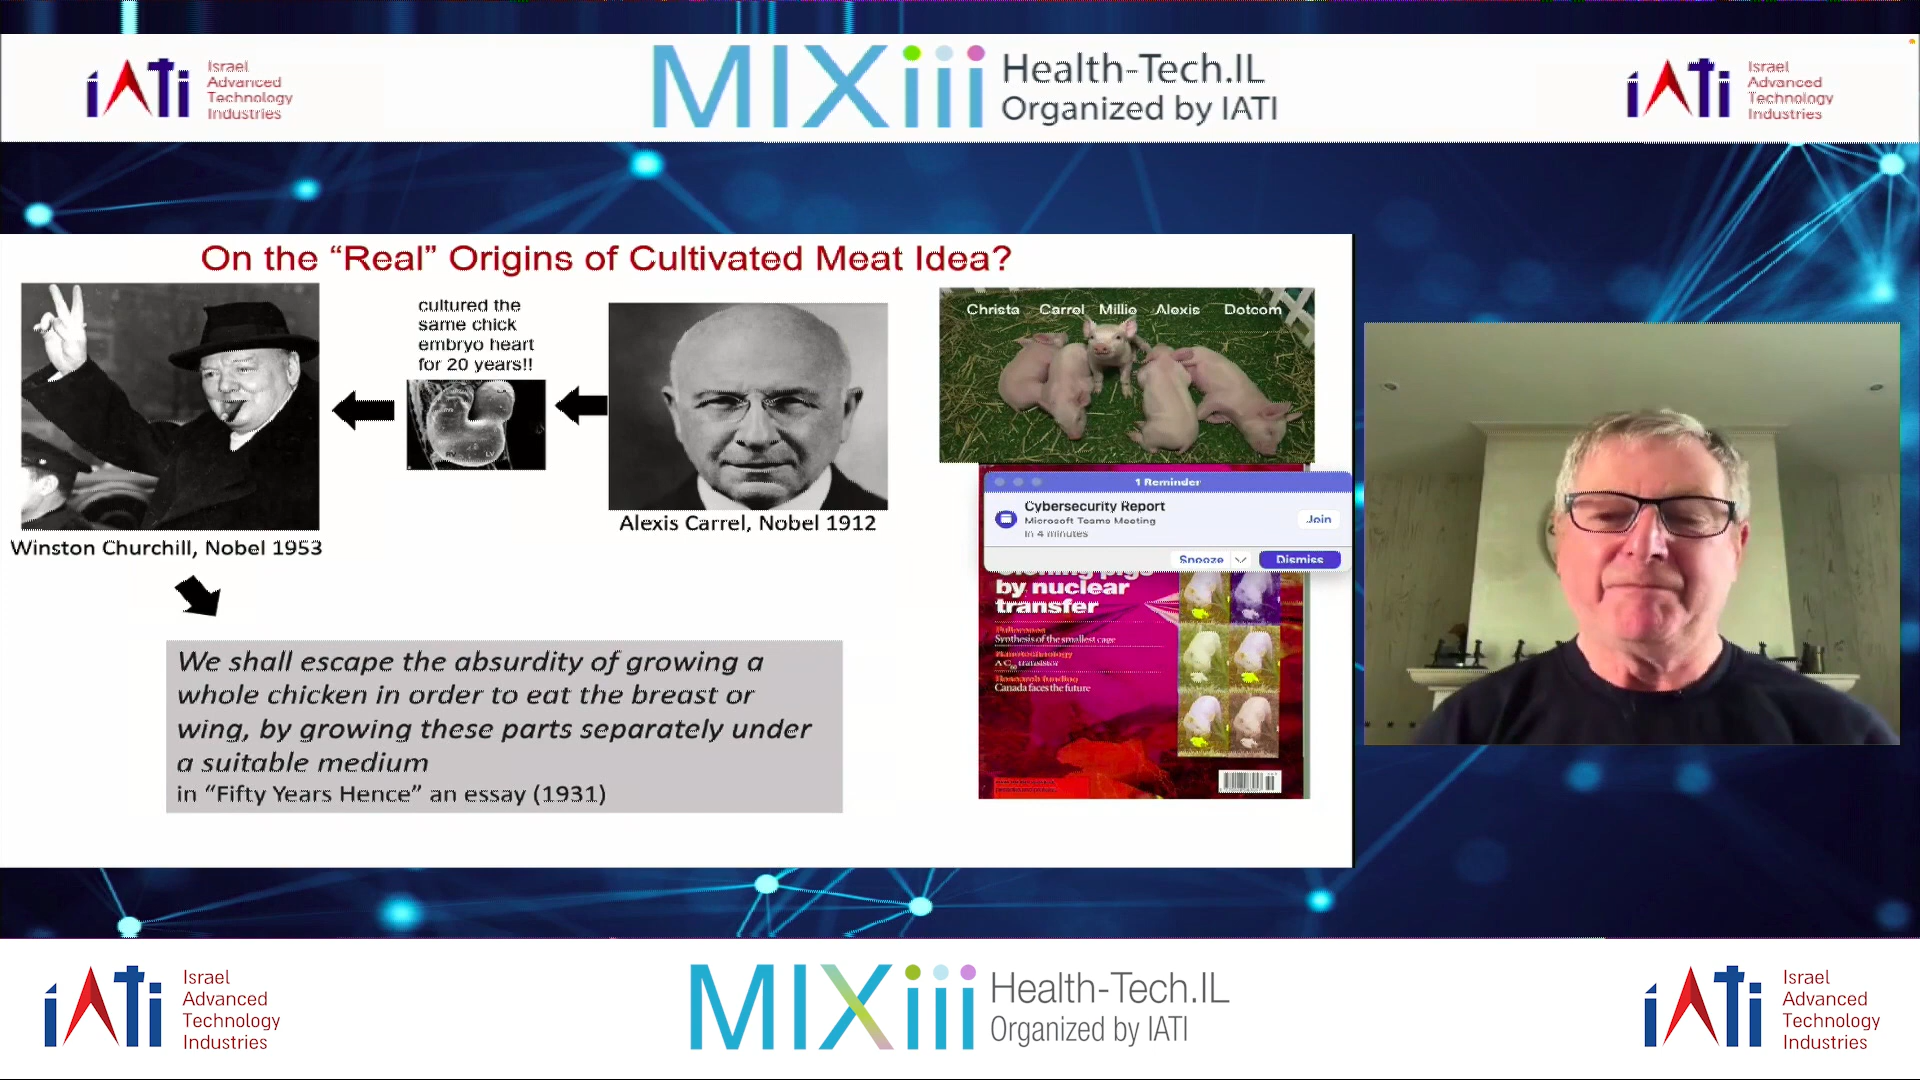 iATi
Israel
Advanced
Technology
Industries
MIXiii
Health-Tech.IL
Organized by IATI
iATi
Israel
Advanced
Technology
Industries
On the “Real” Origins of Cultivated Meat Idea?
cultured the
same chick
embryo heart
for 20 years!!
Winston Churchill, Nobel 1953
Alexis Carrel, Nobel 1912
We shall escape the absurdity of growing a
whole chicken in order to eat the breast or
wing, by growing these parts separately under
a suitable medium
in “Fifty Years Hence” an essay (1931)
Christa Carrel Millie Alexis Dotcom
1 Reminder
Cybersecurity Report
Microsoft Teams Meeting
In 4 minutes
Join
Snooze
Dismiss
by nuclear
transfer
Synthesis of the smallest cage
Nanotechnology
A C60 transistor
Research funding
Canada faces the future
iATi
Israel
Advanced
Technology
Industries
MIXiii
Health-Tech.IL
Organized by IATI
iATi
Israel
Advanced
Technology
Industries